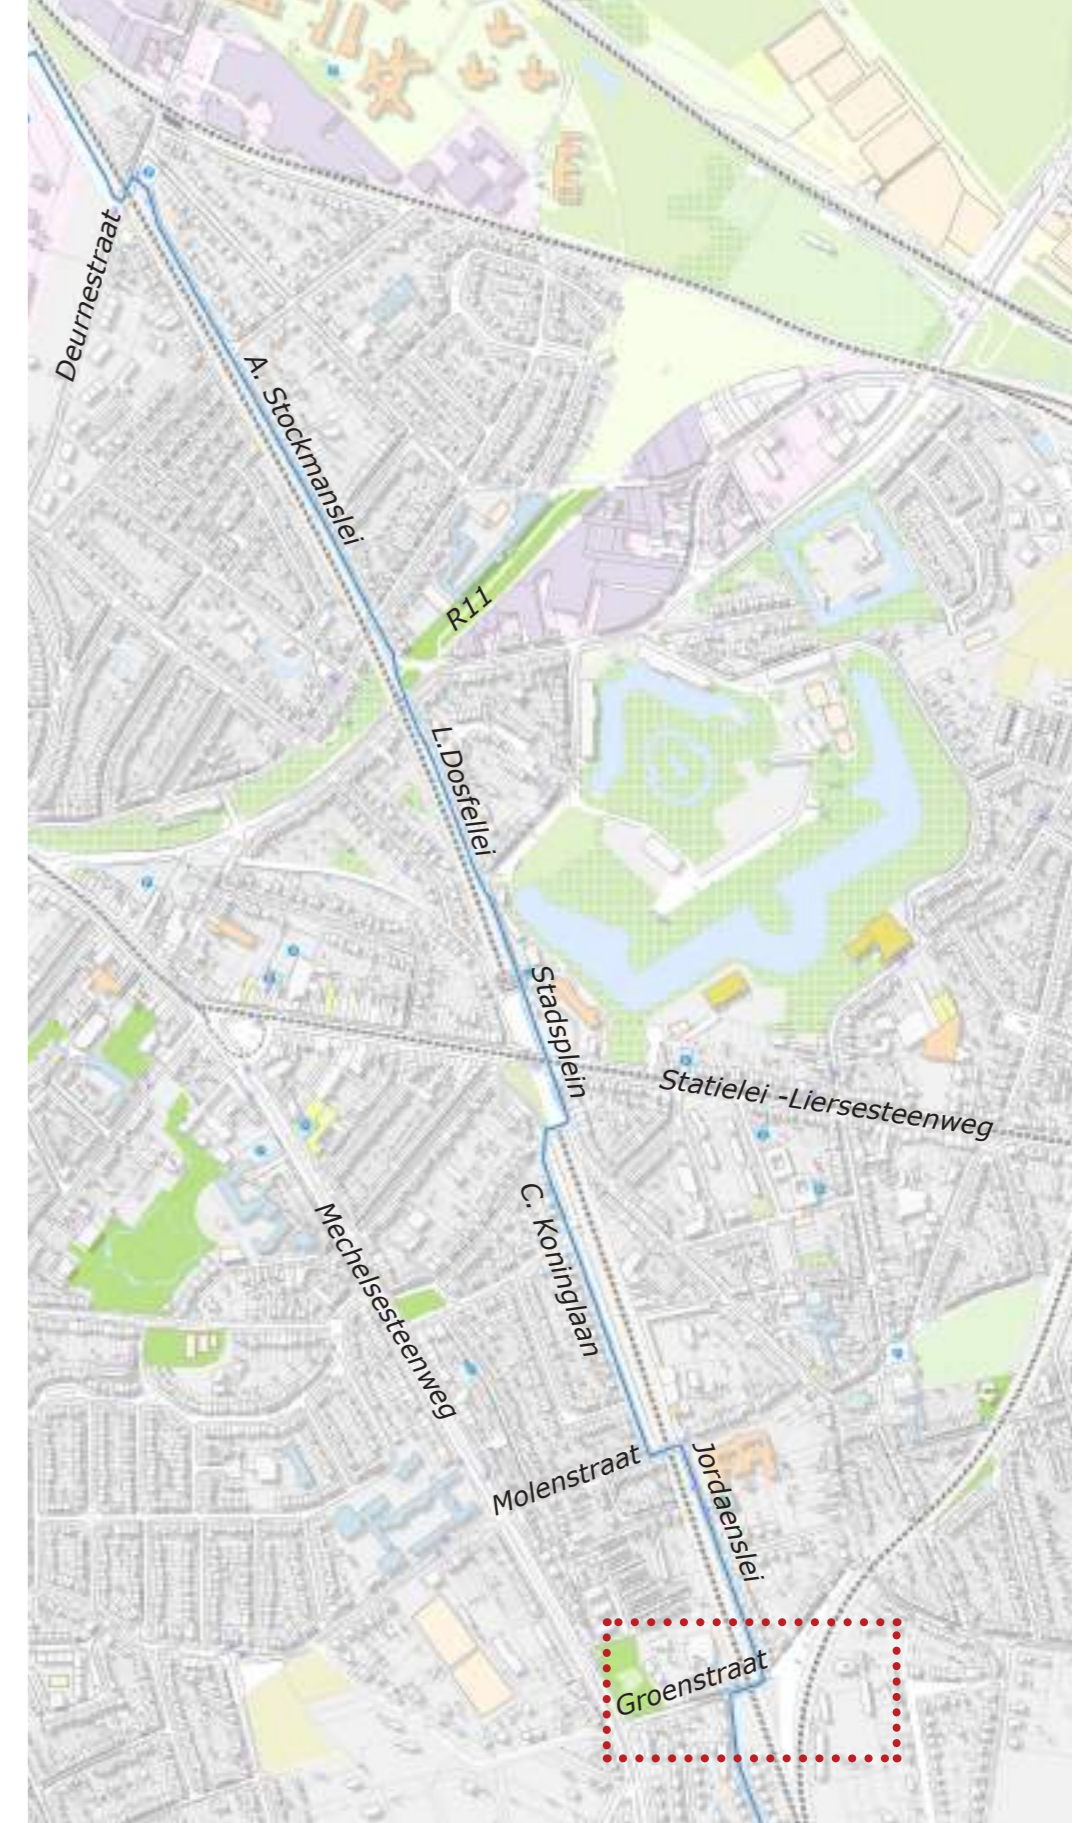 Deurnestraat
A. Stockmanslei
R11
L.Dosfellei
Stadsplein
Statielei -Liersesteenweg
C. Koninglaan
Mechelsesteenweg
Molenstraat
Jordaenslei
Groenstraat